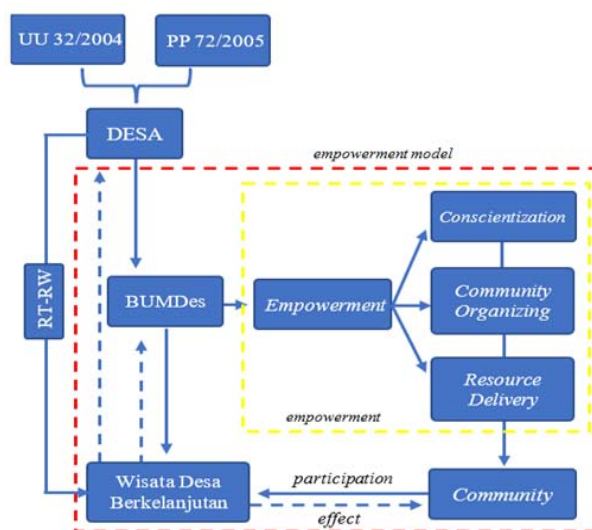 UU 32/2004
PP 72/2005
DESA
empowerment model
Conscientization
RT-RW
BUMDes
Empowerment
Community
Organizing
Resource
Delivery
empowerment
Wisata Desa
Berkelanjutan
participation
effect
Community